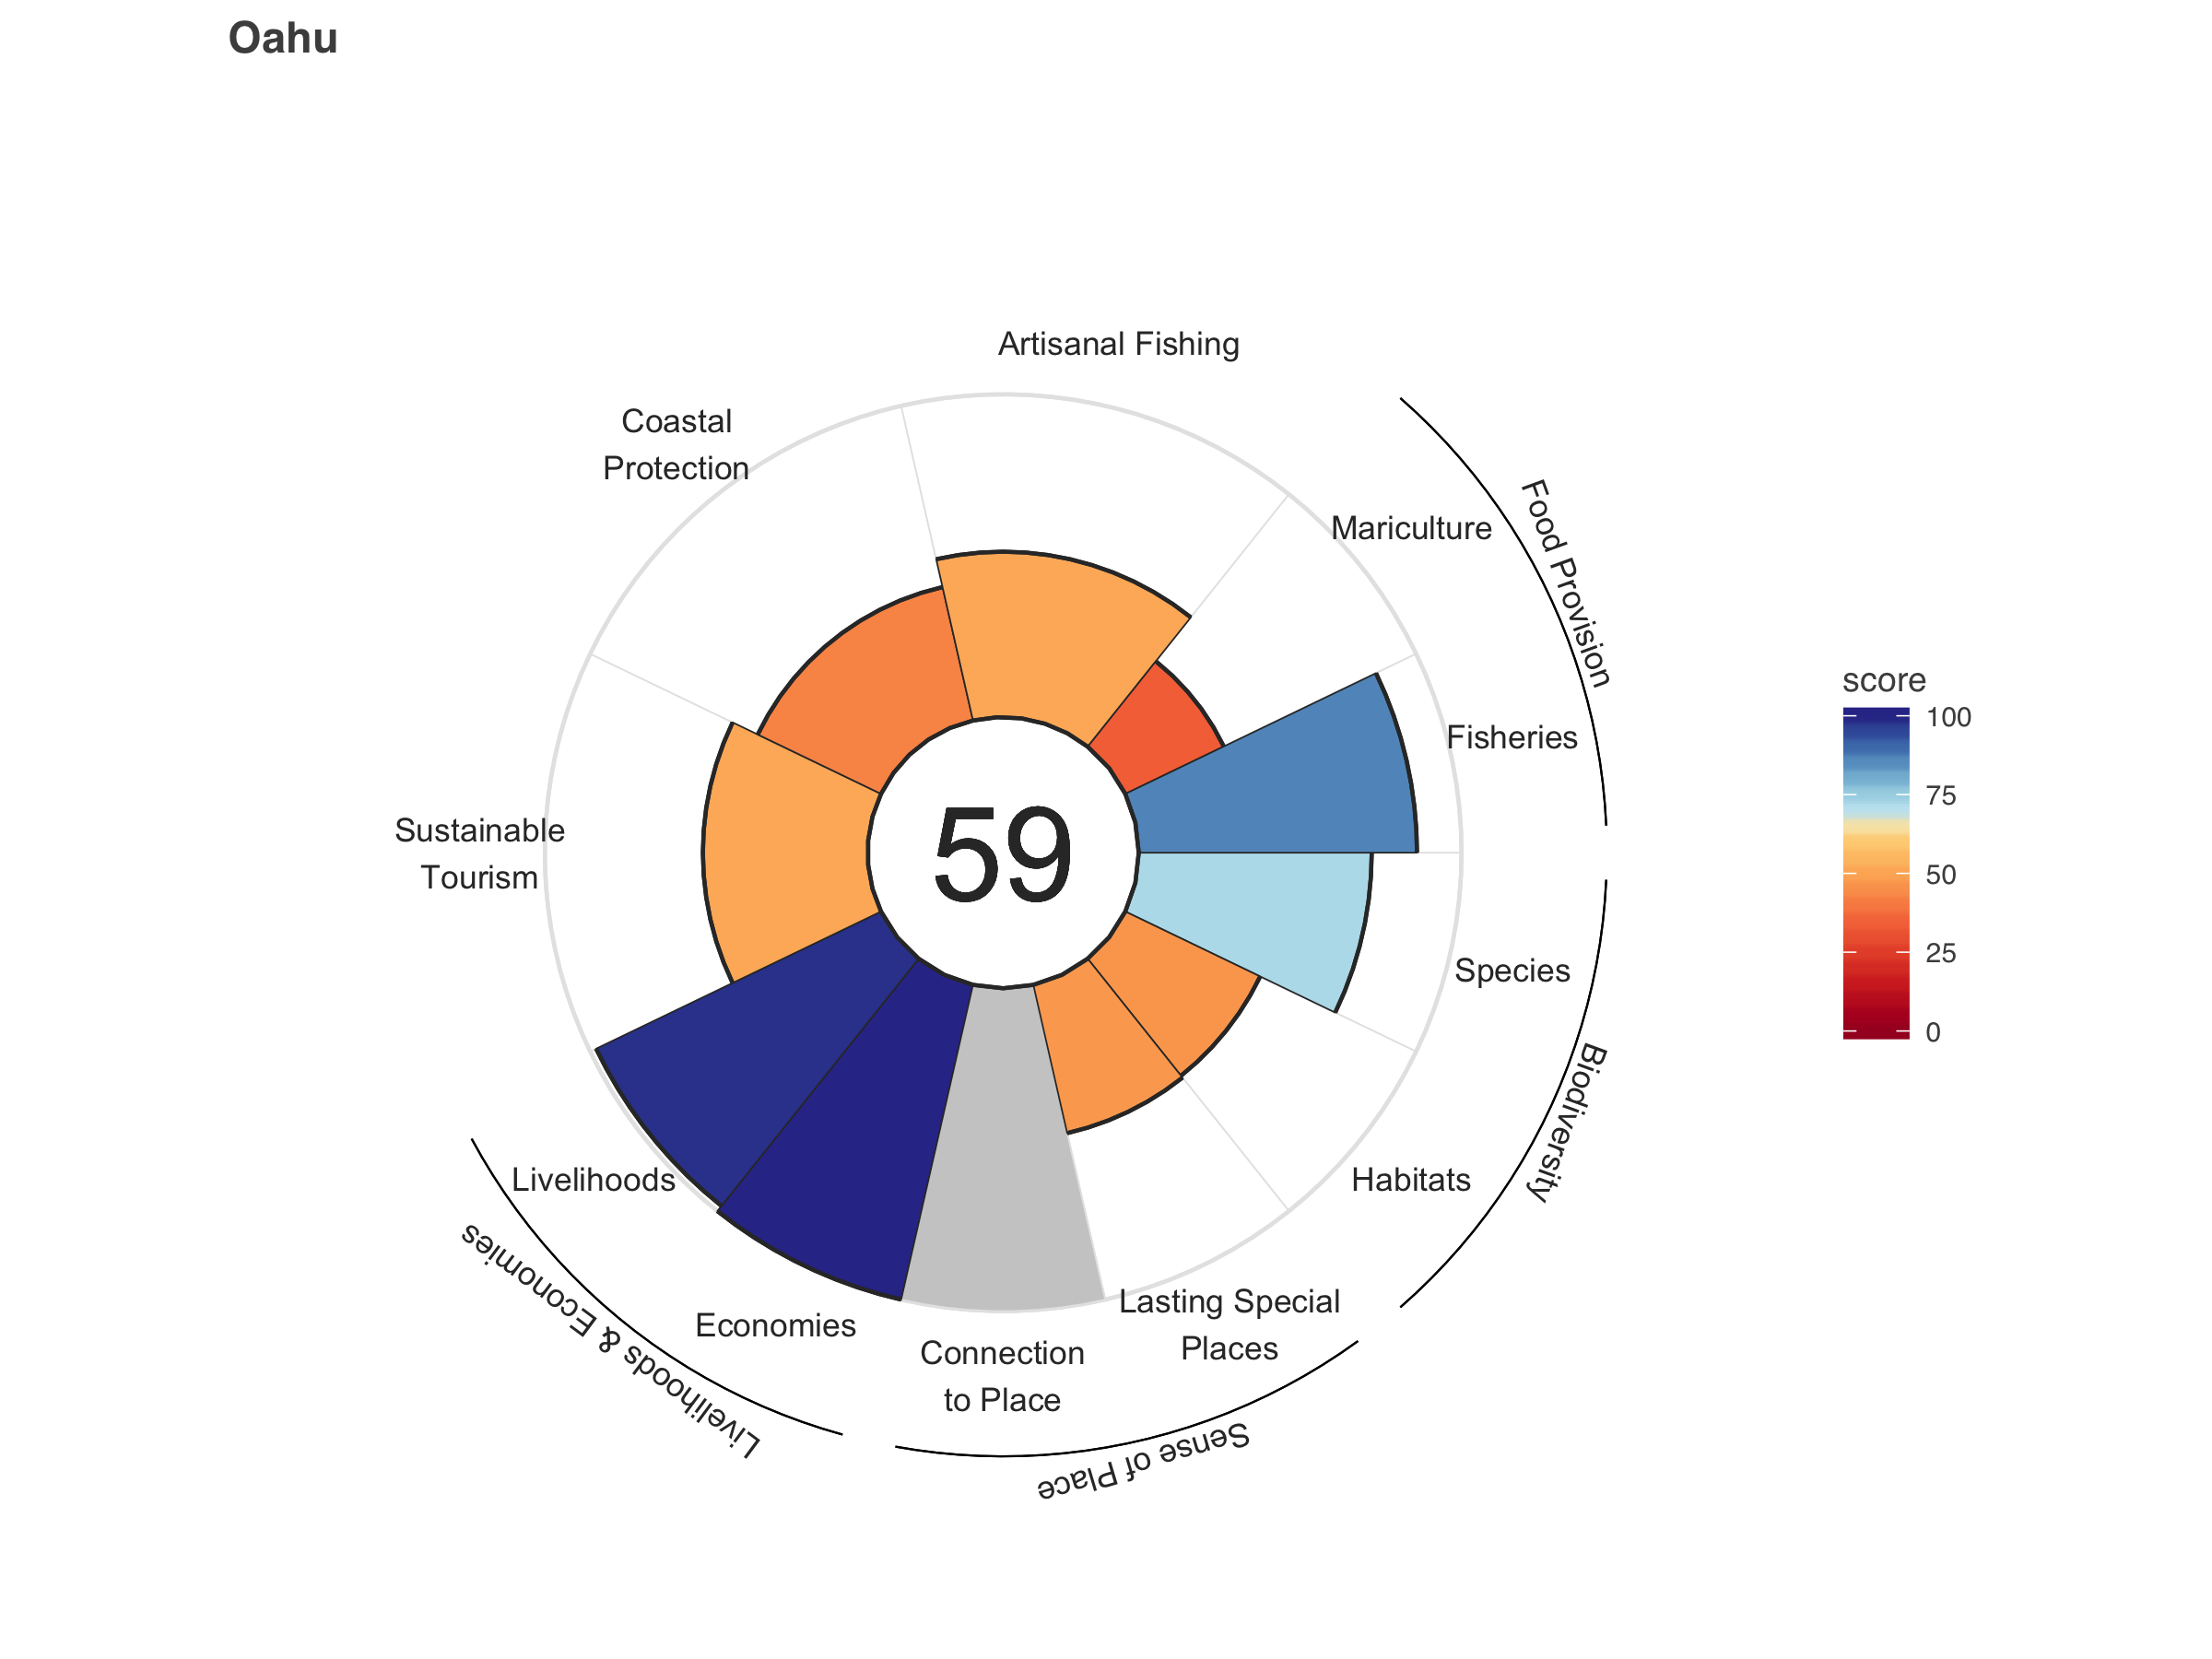 Oahu
Artisanal Fishing
Coastal
Protection
Mariculture
Food Provision
Fisheries
Sustainable
Tourism
59
Species
Biodiversity
Habitats
Livelihoods
Economies
Livelihoods & Economies
Connection
to Place
Lasting Special
Places
Sense of Place
score
100
75
50
25
0